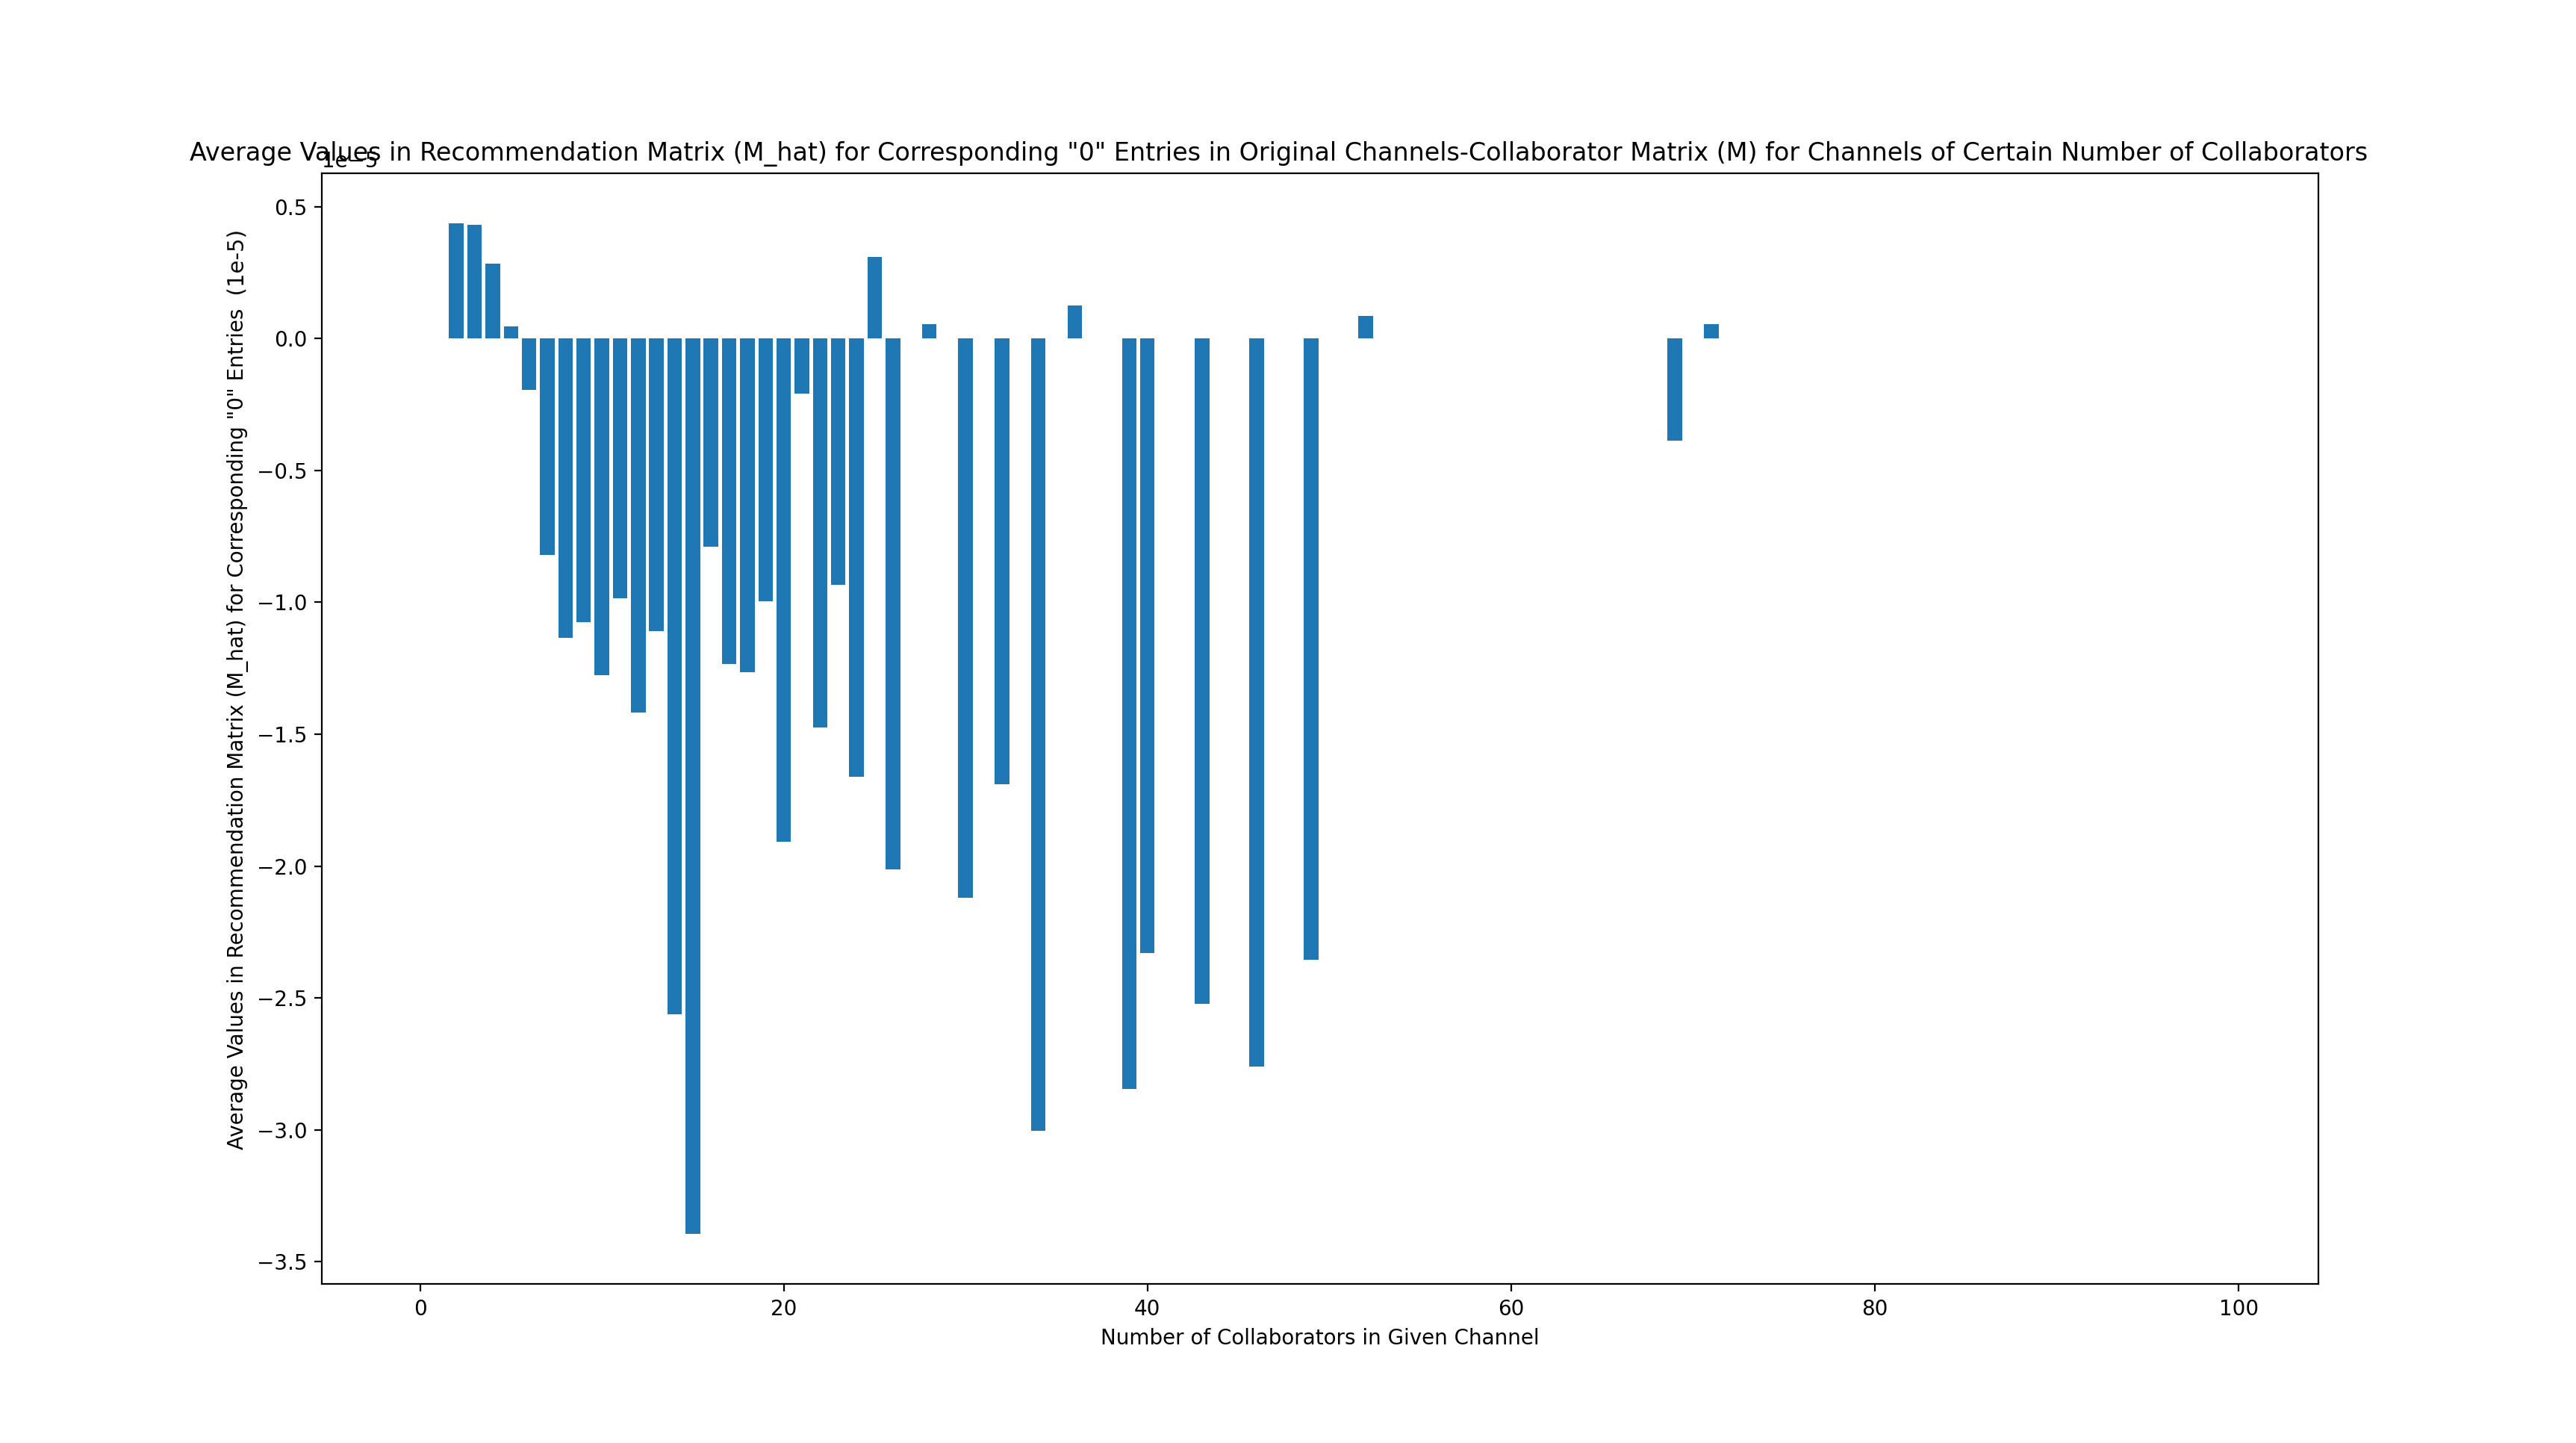 Average Values in Recommendation Matrix (M_hat) for Corresponding "0" Entries in Original Channels-Collaborator Matrix (M) for Channels of Certain Number of Collaborators
1e−5
Average Values in Recommendation Matrix (M_hat) for Corresponding "0" Entries (1e-5)
0.5
0.0
−0.5
−1.0
−1.5
−2.0
−2.5
−3.0
−3.5
0 20 40 60 80 100
Number of Collaborators in Given Channel